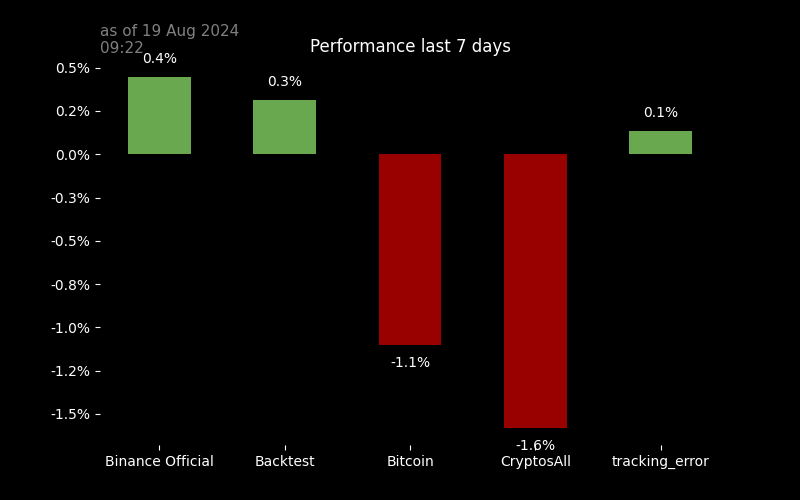 as of 19 Aug 2024
09:22
Performance last 7 days
0.5%
0.2%
0.0%
-0.3%
-0.5%
-0.8%
-1.0%
-1.2%
-1.5%
0.4%
0.3%
-1.1%
-1.6%
0.1%
Binance Official
Backtest
Bitcoin
CryptosAll
tracking_error